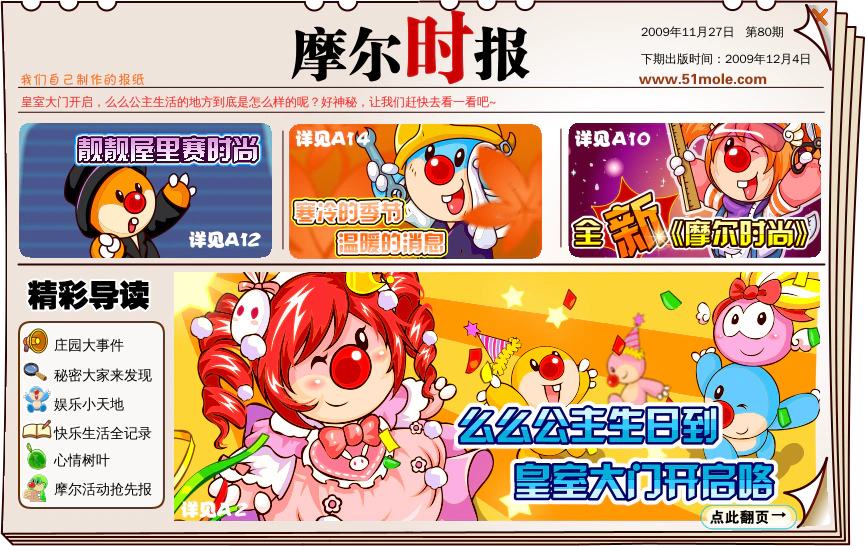 摩尔时报
2009年11月27日 第80期
下期出版时间：2009年12月4日
我们自己制作的报纸
www.51mole.com
皇室大门开启，么么公主生活的地方到底是怎么样的呢？好神秘，让我们赶快去看一看吧~
靓靓屋里赛时尚
详见A12
详见A14
寒冷的季节
温暖的消息
详见A10
全新《摩尔时尚》
精彩导读
庄园大事件
秘密大家来发现
娱乐小天地
快乐生活全记录
心情树叶
摩尔活动抢先报
么么公主生日到
皇室大门开启咯
详见A2
点此翻页→